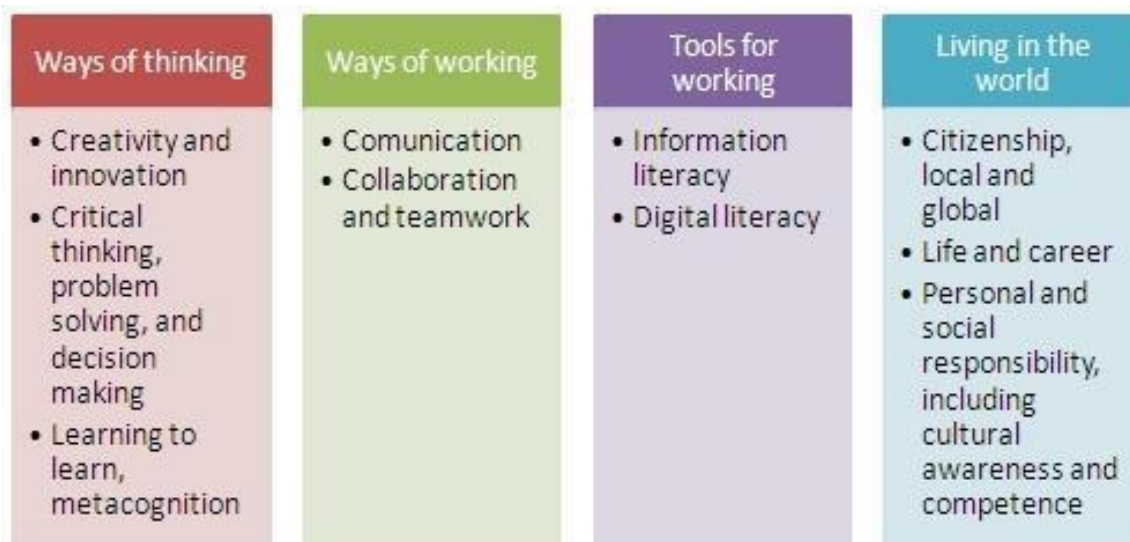 Ways of thinking
• Creativity and
innovation
• Critical
thinking,
problem
solving, and
decision
making
• Learning to
learn,
metacognition
Ways of working
• Comunication
• Collaboration
and teamwork
Tools for
working
• Information
literacy
• Digital literacy
Living in the
world
• Citizenship,
local and
global
• Life and career
• Personal and
social
responsibility,
including
cultural
awareness and
competence